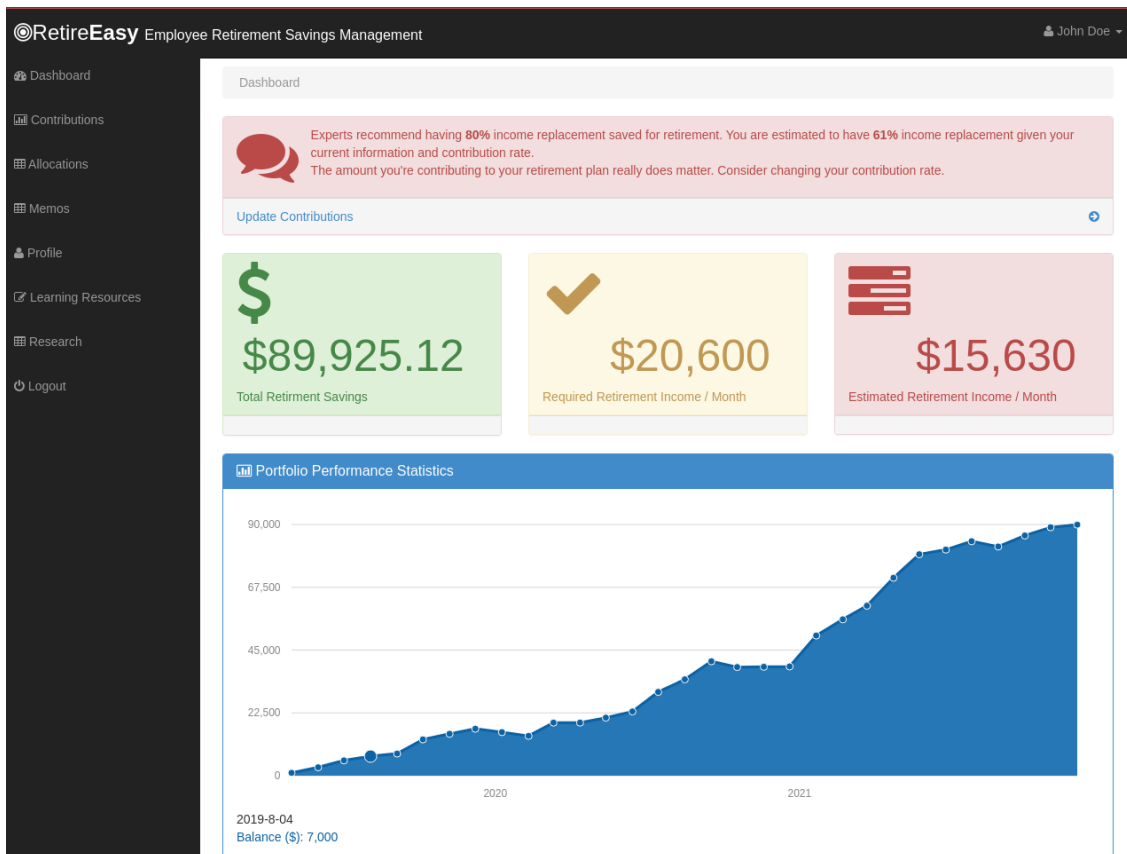 RetireEasy Employee Retirement Savings Management
John Doe
Dashboard
Contributions
Allocations
Memos
Profile
Learning Resources
Research
Logout
Dashboard
Experts recommend having 80% income replacement saved for retirement. You are estimated to have 61% income replacement given your
current information and contribution rate.
The amount you're contributing to your retirement plan really does matter. Consider changing your contribution rate.
Update Contributions
$89,925.12
Total Retirment Savings
$20,600
Required Retirement Income / Month
$15,630
Estimated Retirement Income / Month
Portfolio Performance Statistics
90,000
67,500
45,000
22,500
0
2020
2021
2019-8-04
Balance ($): 7,000